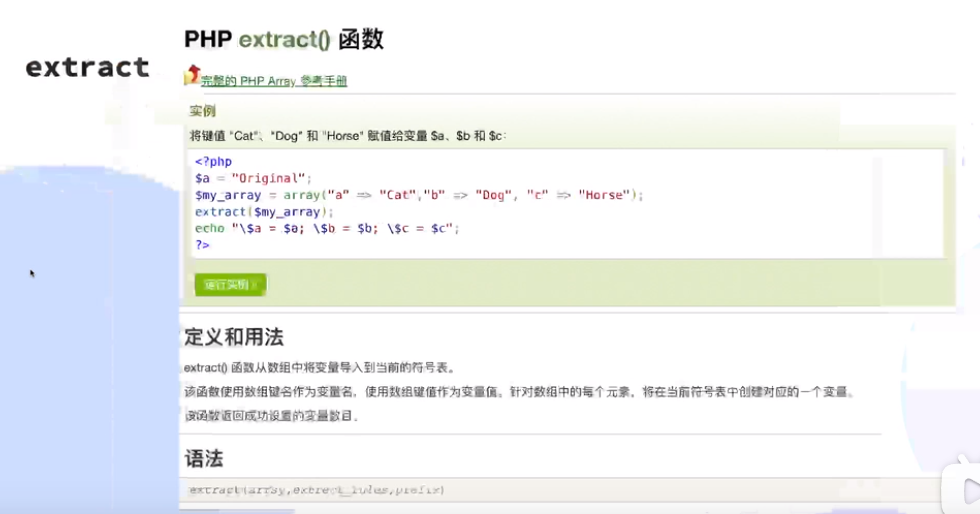 extract
PHP extract() 函数
完整的 PHP Array 参考手册
实例
将键值 "Cat"、"Dog" 和 "Horse" 赋值给变量 $a、$b 和 $c：
<?php
$a = "Original";
$my_array = array("a" => "Cat","b" => "Dog", "c" => "Horse");
extract($my_array);
echo "\$a = $a; \$b = $b; \$c = $c";
?>
运行实例 »
定义和用法
extract() 函数从数组中将变量导入到当前的符号表。
该函数使用数组键名作为变量名，使用数组键值作为变量值。针对数组中的每个元素，将在当前符号表中创建对应的一个变量。
该函数返回成功设置的变量数目。
语法
extract(array,extract_rules,prefix)